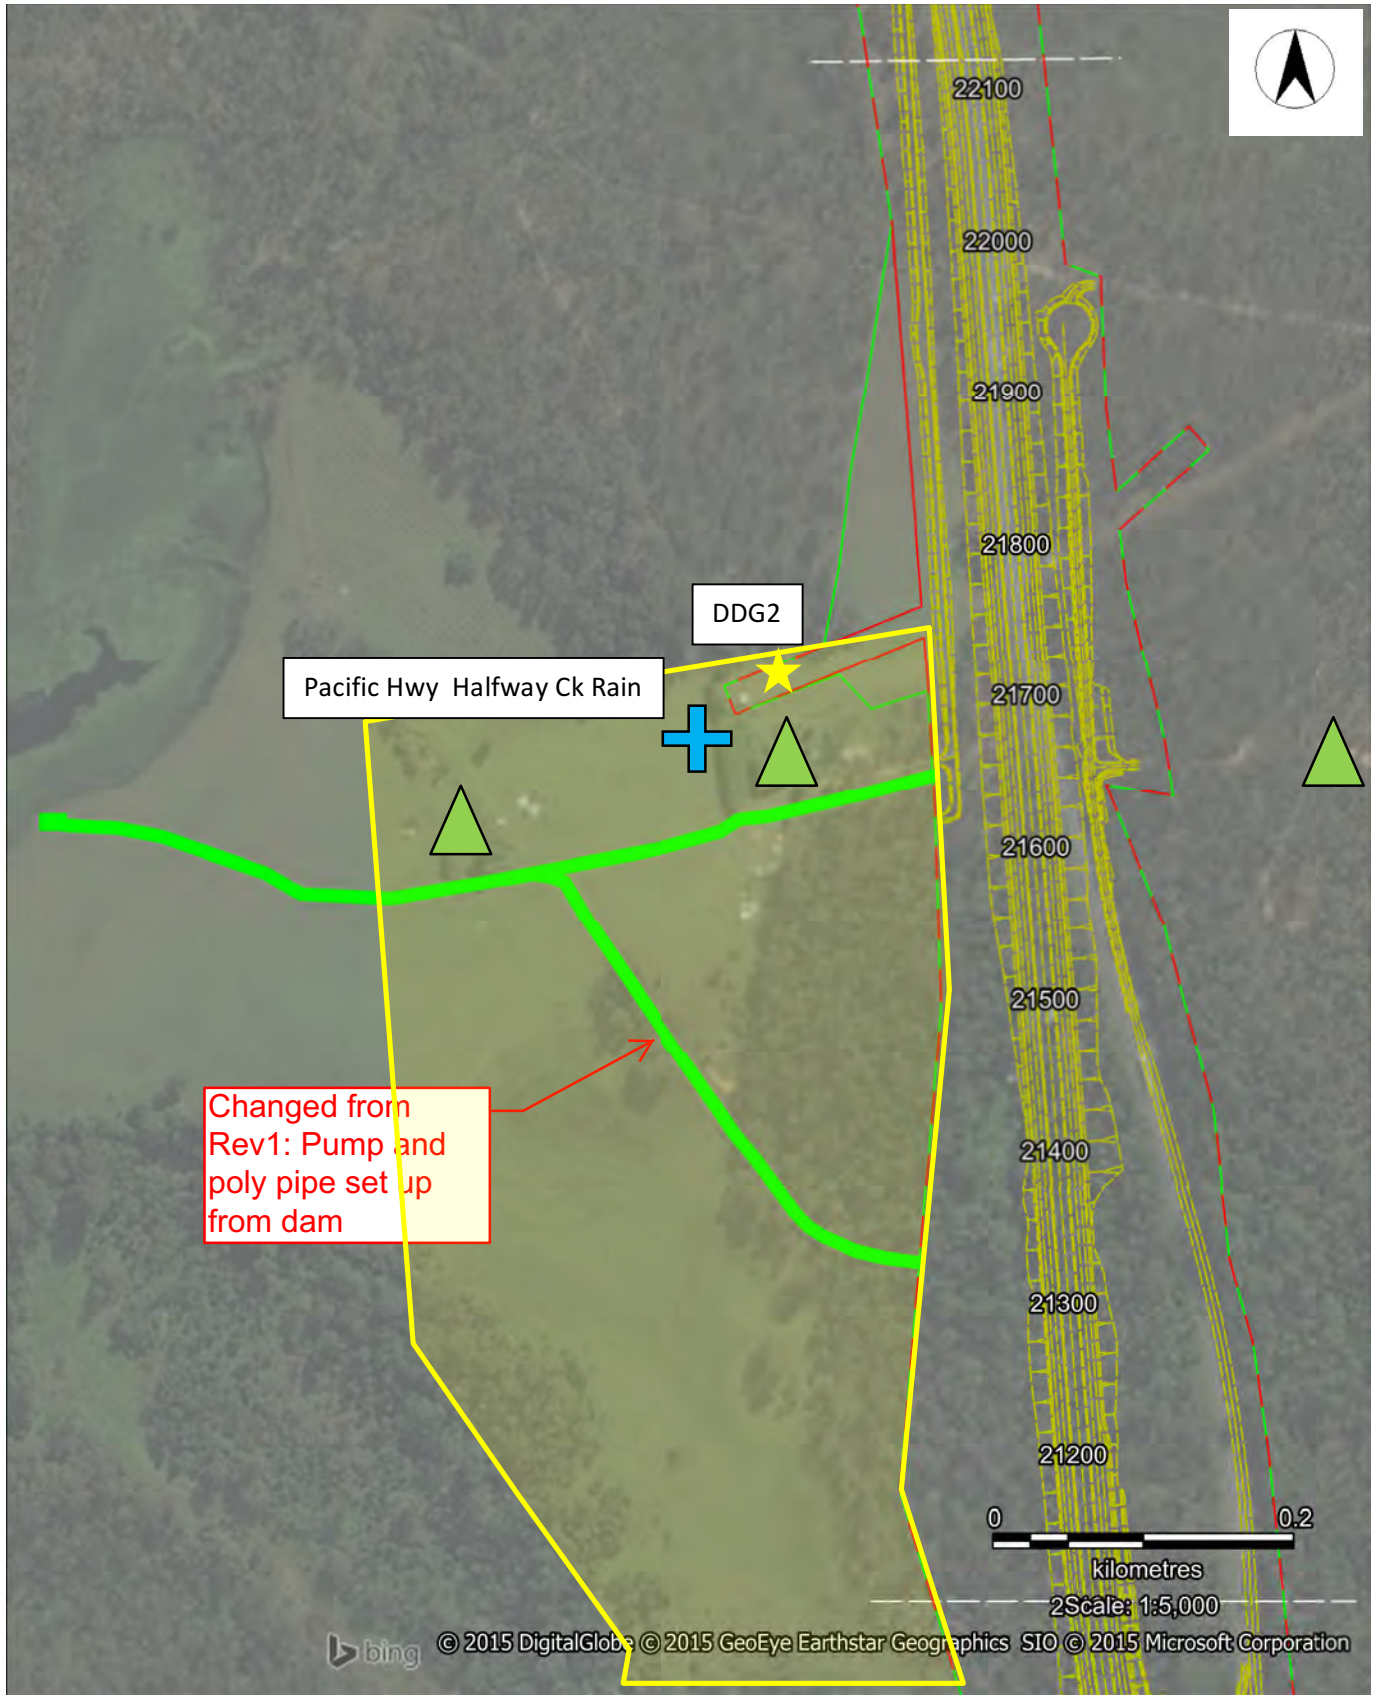 22100
22000
21900
21800
DDG2
Pacific Hwy  Halfway Ck Rain
21700
21600
21500
Changed from
Rev1: Pump and
poly pipe set up
from dam
21400
21300
21200
0 0.2
kilometres
2Scale: 1:5,000
bing © 2015 DigitalGlobe © 2015 GeoEye Earthstar Geographics SIO © 2015 Microsoft Corporation